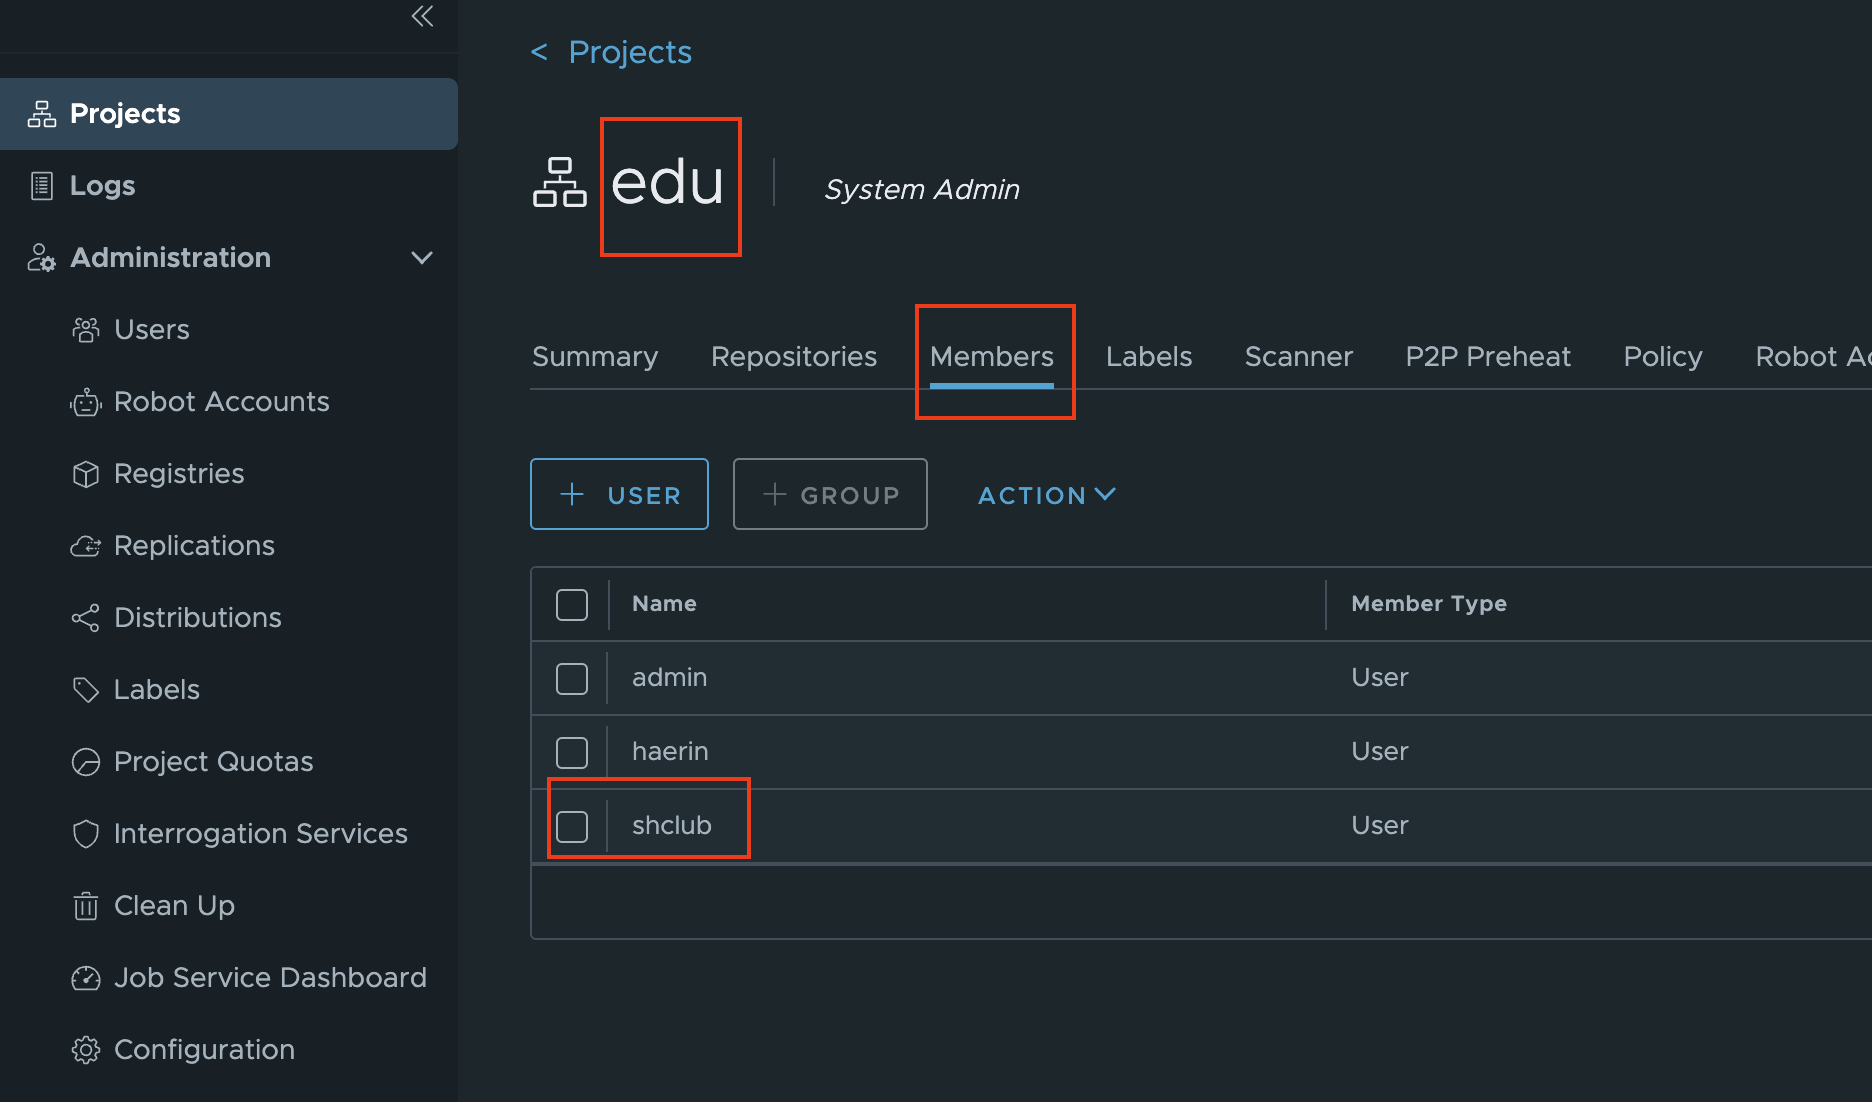 Projects
Logs
Administration
Users
Robot Accounts
Registries
Replications
Distributions
Labels
Project Quotas
Interrogation Services
Clean Up
Job Service Dashboard
Configuration
< Projects
edu
System Admin
Summary Repositories Members Labels Scanner P2P Preheat Policy Robot
+ USER + GROUP ACTION
Name Member Type
admin User
haerin User
shclub User